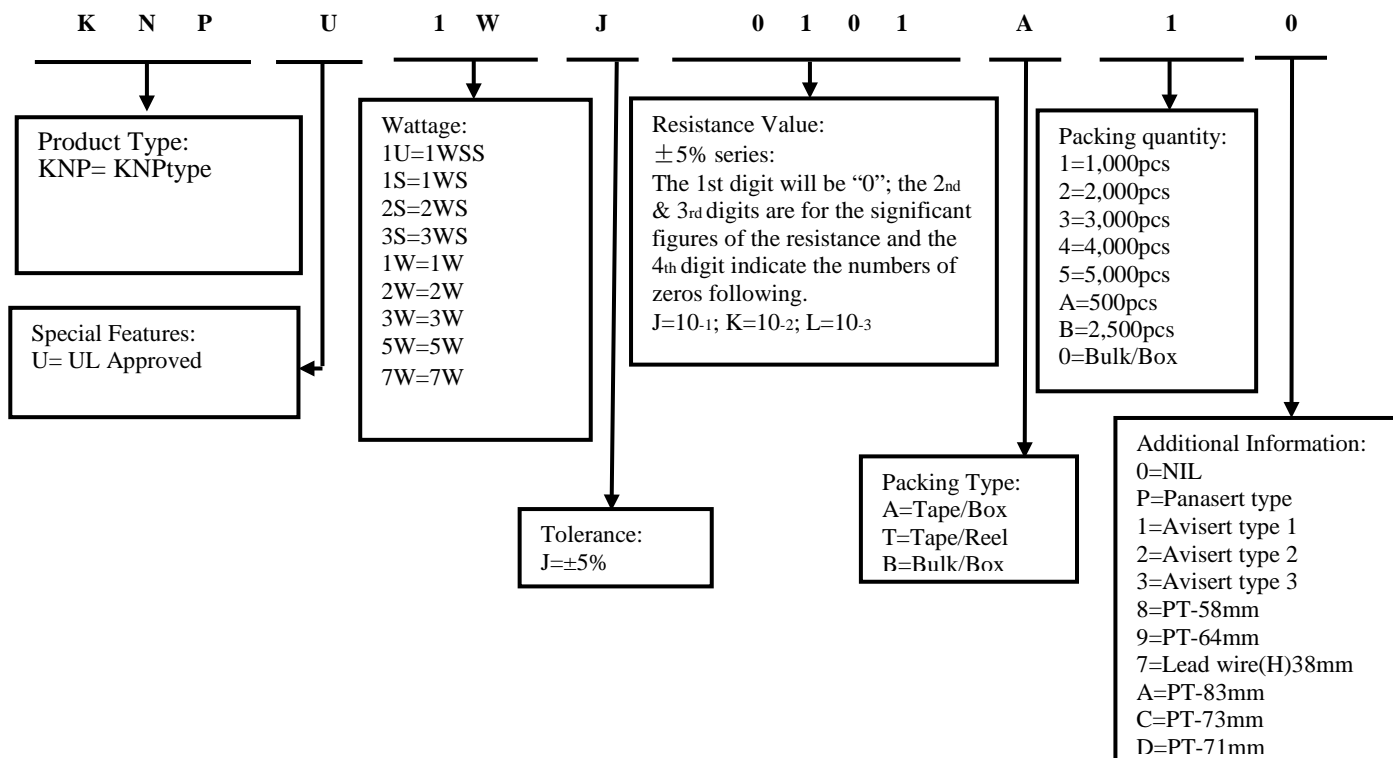 K N P U 1 W J 0 1 0 1 A 1 0
Product Type:
KNP= KNPtype
Special Features:
U= UL Approved
Wattage:
1U=1WSS
1S=1WS
2S=2WS
3S=3WS
1W=1W
2W=2W
3W=3W
5W=5W
7W=7W
Tolerance:
J=±5%
Resistance Value:
±5% series:
The 1st digit will be “0”; the 2nd
& 3rd digits are for the significant
figures of the resistance and the
4th digit indicate the numbers of
zeros following.
J=10-1; K=10-2; L=10-3
Packing Type:
A=Tape/Box
T=Tape/Reel
B=Bulk/Box
Packing quantity:
1=1,000pcs
2=2,000pcs
3=3,000pcs
4=4,000pcs
5=5,000pcs
A=500pcs
B=2,500pcs
0=Bulk/Box
Additional Information:
0=NIL
P=Panasert type
1=Avisert type 1
2=Avisert type 2
3=Avisert type 3
8=PT-58mm
9=PT-64mm
7=Lead wire(H)38mm
A=PT-83mm
C=PT-73mm
D=PT-71mm